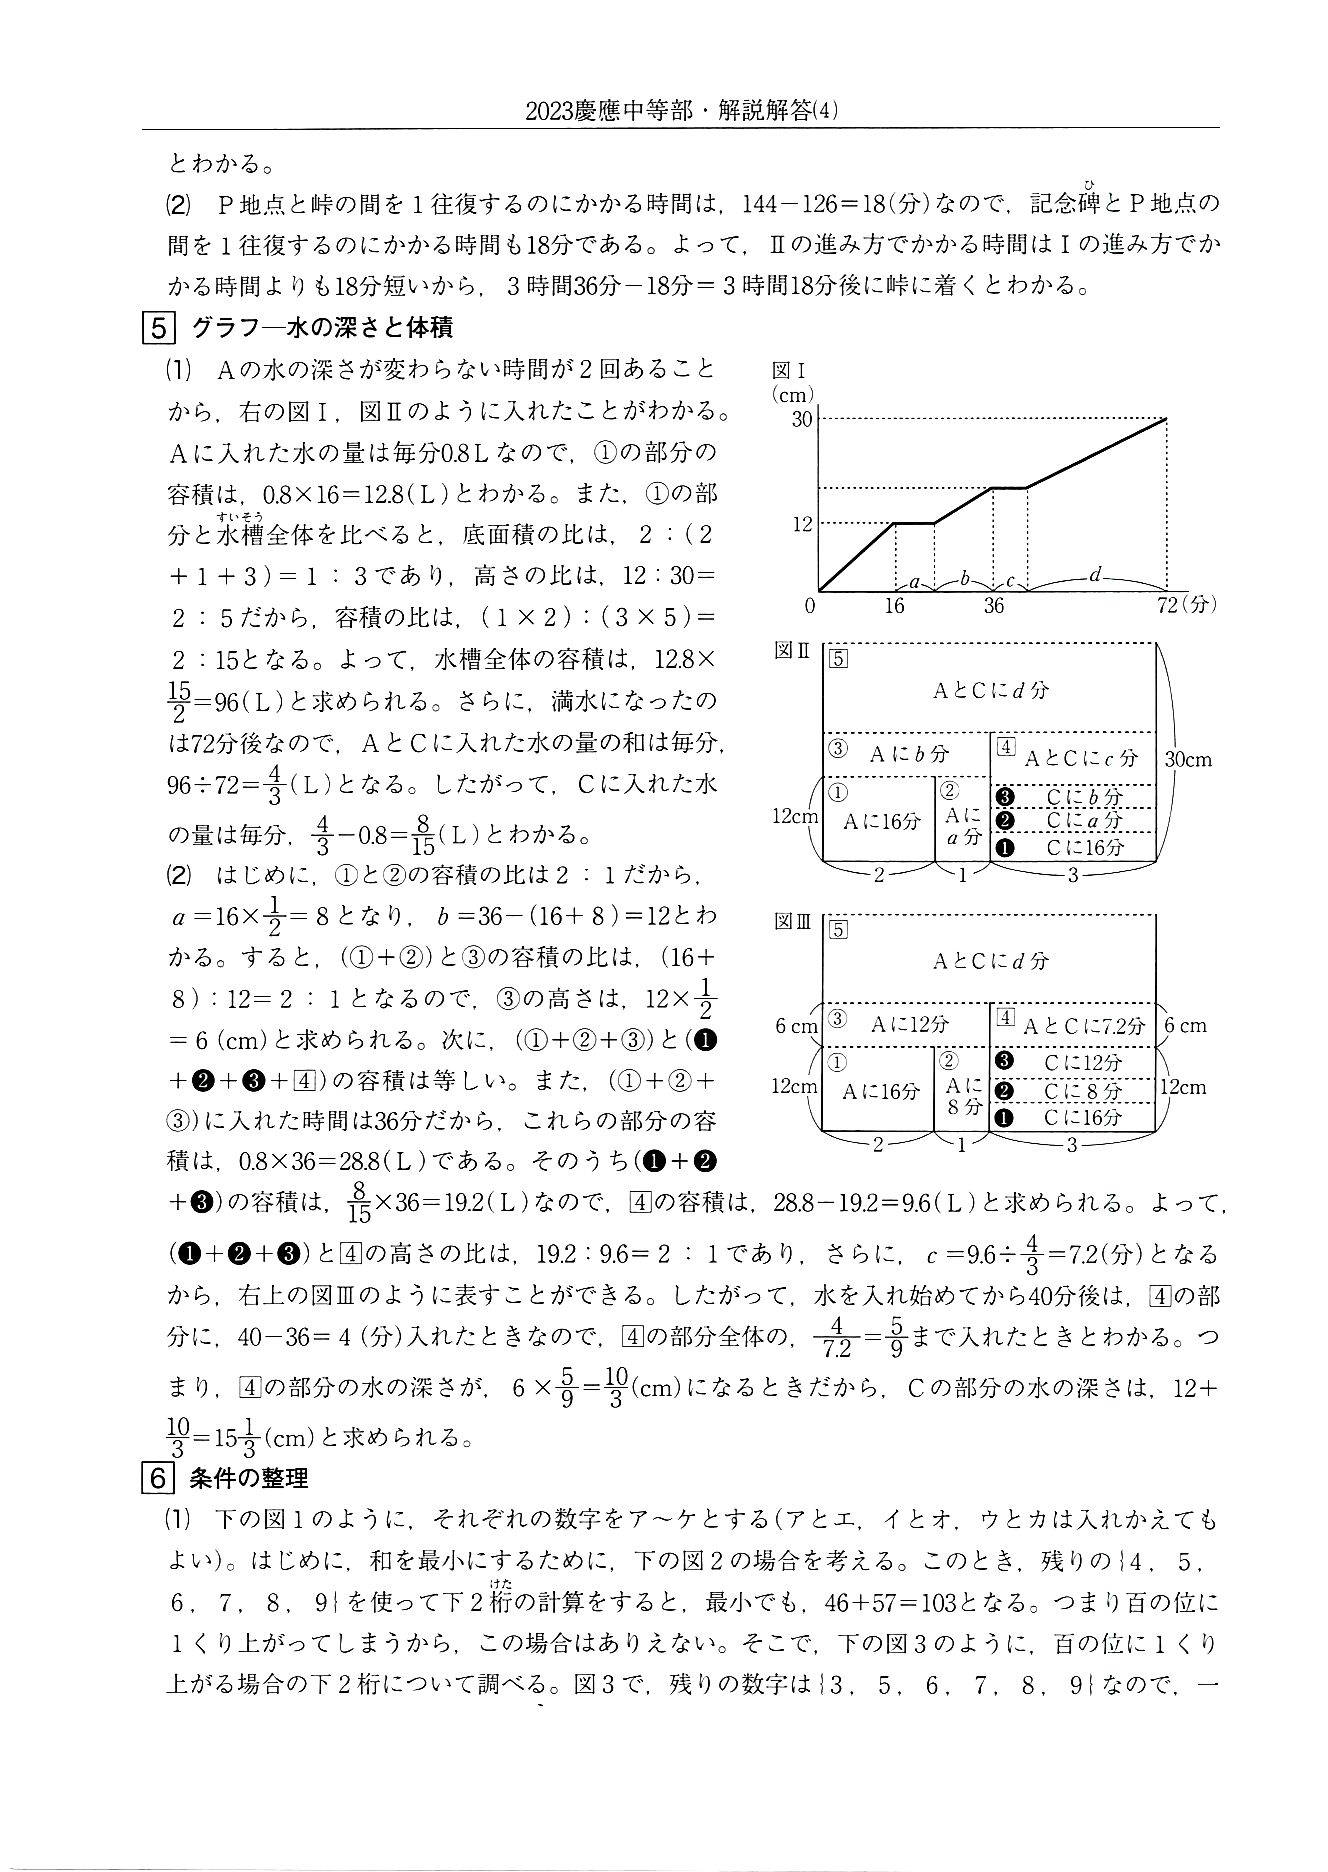 2023慶應中等部・解説解答(4)
とわかる。
(2)　P地点と峠の間を1往復するのにかかる時間は，144－126＝18(分)なので，記念碑とP地点の
間を1往復するのにかかる時間も18分である。よって，Ⅱの進み方でかかる時間はⅠの進み方でか
かる時間よりも18分短いから，3時間36分－18分＝3時間18分後に峠に着くとわかる。
5 グラフ―水の深さと体積
(1)　Aの水の深さが変わらない時間が2回あること
から，右の図Ⅰ，図Ⅱのように入れたことがわかる。
Aに入れた水の量は毎分0.8Lなので，①の部分の
容積は，0.8×16＝12.8(L)とわかる。また，①の部
分と水槽全体を比べると，底面積の比は，2：(2
＋1＋3)＝1：3であり，高さの比は，12：30＝
2：5だから，容積の比は，(1×2)：(3×5)＝
2：15となる。よって，水槽全体の容積は，12.8×
15/2＝96(L)と求められる。さらに，満水になったの
は72分後なので，AとCに入れた水の量の和は毎分，
96÷72＝4/3(L)となる。したがって，Cに入れた水
の量は毎分，4/3－0.8＝8/15(L)とわかる。
(2)　はじめに，①と②の容積の比は2：1だから，
a＝16×1/2＝8となり，b＝36－(16＋8)＝12とわ
かる。すると，(①＋②)と③の容積の比は，(16＋
8)：12＝2：1となるので，③の高さは，12×1/2
＝6(cm)と求められる。次に，(①＋②＋③)と(❶
＋❷＋❸＋4)の容積は等しい。また，(①＋②＋
③)に入れた時間は36分だから，これらの部分の容
積は，0.8×36＝28.8(L)である。そのうち(❶＋❷
＋❸)の容積は，8/15×36＝19.2(L)なので，4の容積は，28.8－19.2＝9.6(L)と求められる。よって，
(❶＋❷＋❸)と4の高さの比は，19.2：9.6＝2：1であり，さらに，c＝9.6÷4/3＝7.2(分)となる
から，右上の図Ⅲのように表すことができる。したがって，水を入れ始めてから40分後は，4の部
分に，40－36＝4(分)入れたときなので，4の部分全体の，4/7.2＝5/9まで入れたときとわかる。つ
まり，4の部分の水の深さが，6×5/9＝10/3(cm)になるときだから，Cの部分の水の深さは，12＋
10/3＝15 1/3(cm)と求められる。
図Ⅰ
(cm)
30
12
a b c d
0 16 36 72(分)
図Ⅱ
5
AとCにd分
③ Aにb分
4 AとCにc分
30cm
①
Aに16分
②
Aに
a分
❸ Cにb分
❷ Cにa分
❶ Cに16分
12cm
2 1 3
図Ⅲ
5
AとCにd分
6cm
③ Aに12分
4 AとCに7.2分
6cm
①
Aに16分
②
Aに
8分
❸ Cに12分
❷ Cに8分
❶ Cに16分
12cm
12cm
2 1 3
6 条件の整理
(1)　下の図1のように，それぞれの数字をア～ケとする(アとエ，イとオ，ウとカは入れかえても
よい)。はじめに，和を最小にするために，下の図2の場合を考える。このとき，残りの{4，5，
6，7，8，9}を使って下2桁の計算をすると，最小でも，46＋57＝103となる。つまり百の位に
1くり上がってしまうから，この場合はありえない。そこで，下の図3のように，百の位に1くり
上がる場合の下2桁について調べる。図3で，残りの数字は{3，5，6，7，8，9}なので，一
ひ
すいそう
けた